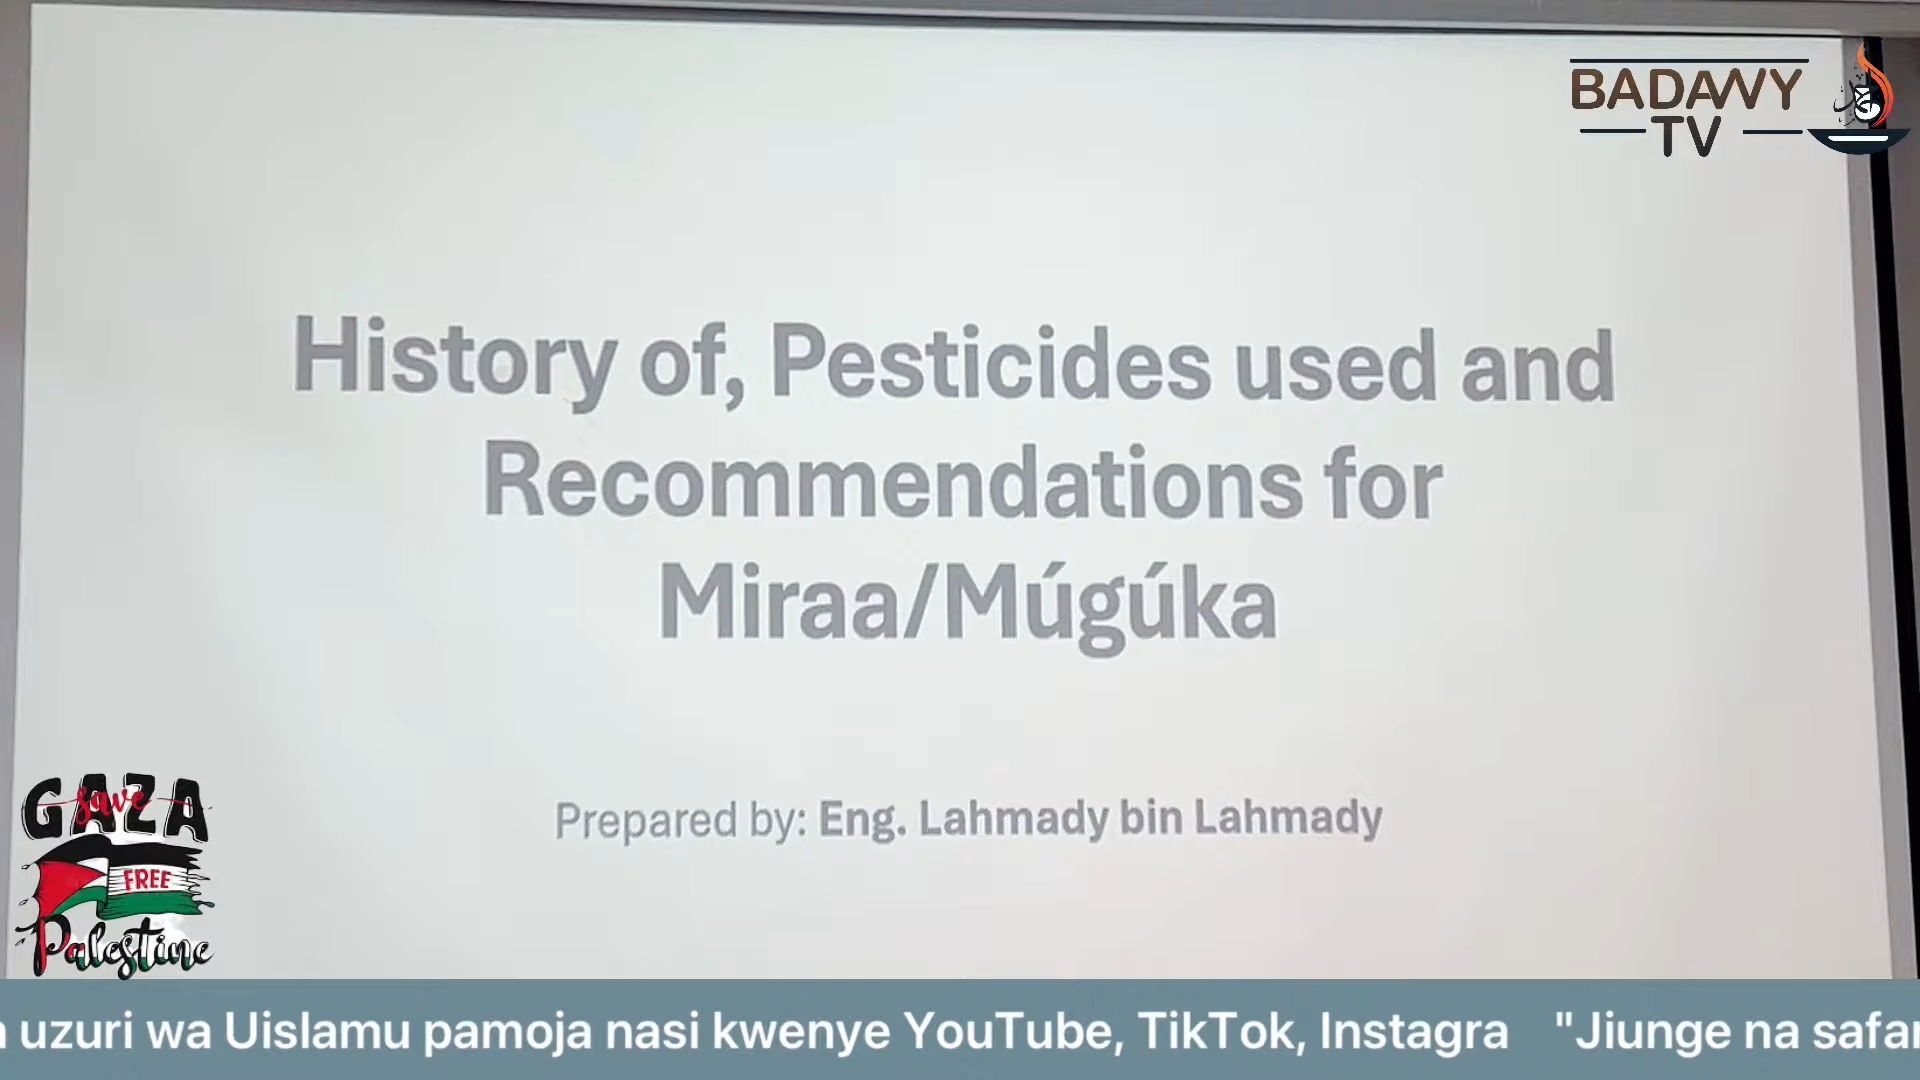 BADAWY
TV
History of, Pesticides used and
Recommendations for
Miraa/Múgúka
Prepared by: Eng. Lahmady bin Lahmady
GAZA
save
FREE
Palestine
uzuri wa Uislamu pamoja nasi kwenye YouTube, TikTok, Instagra "Jiunge na safar